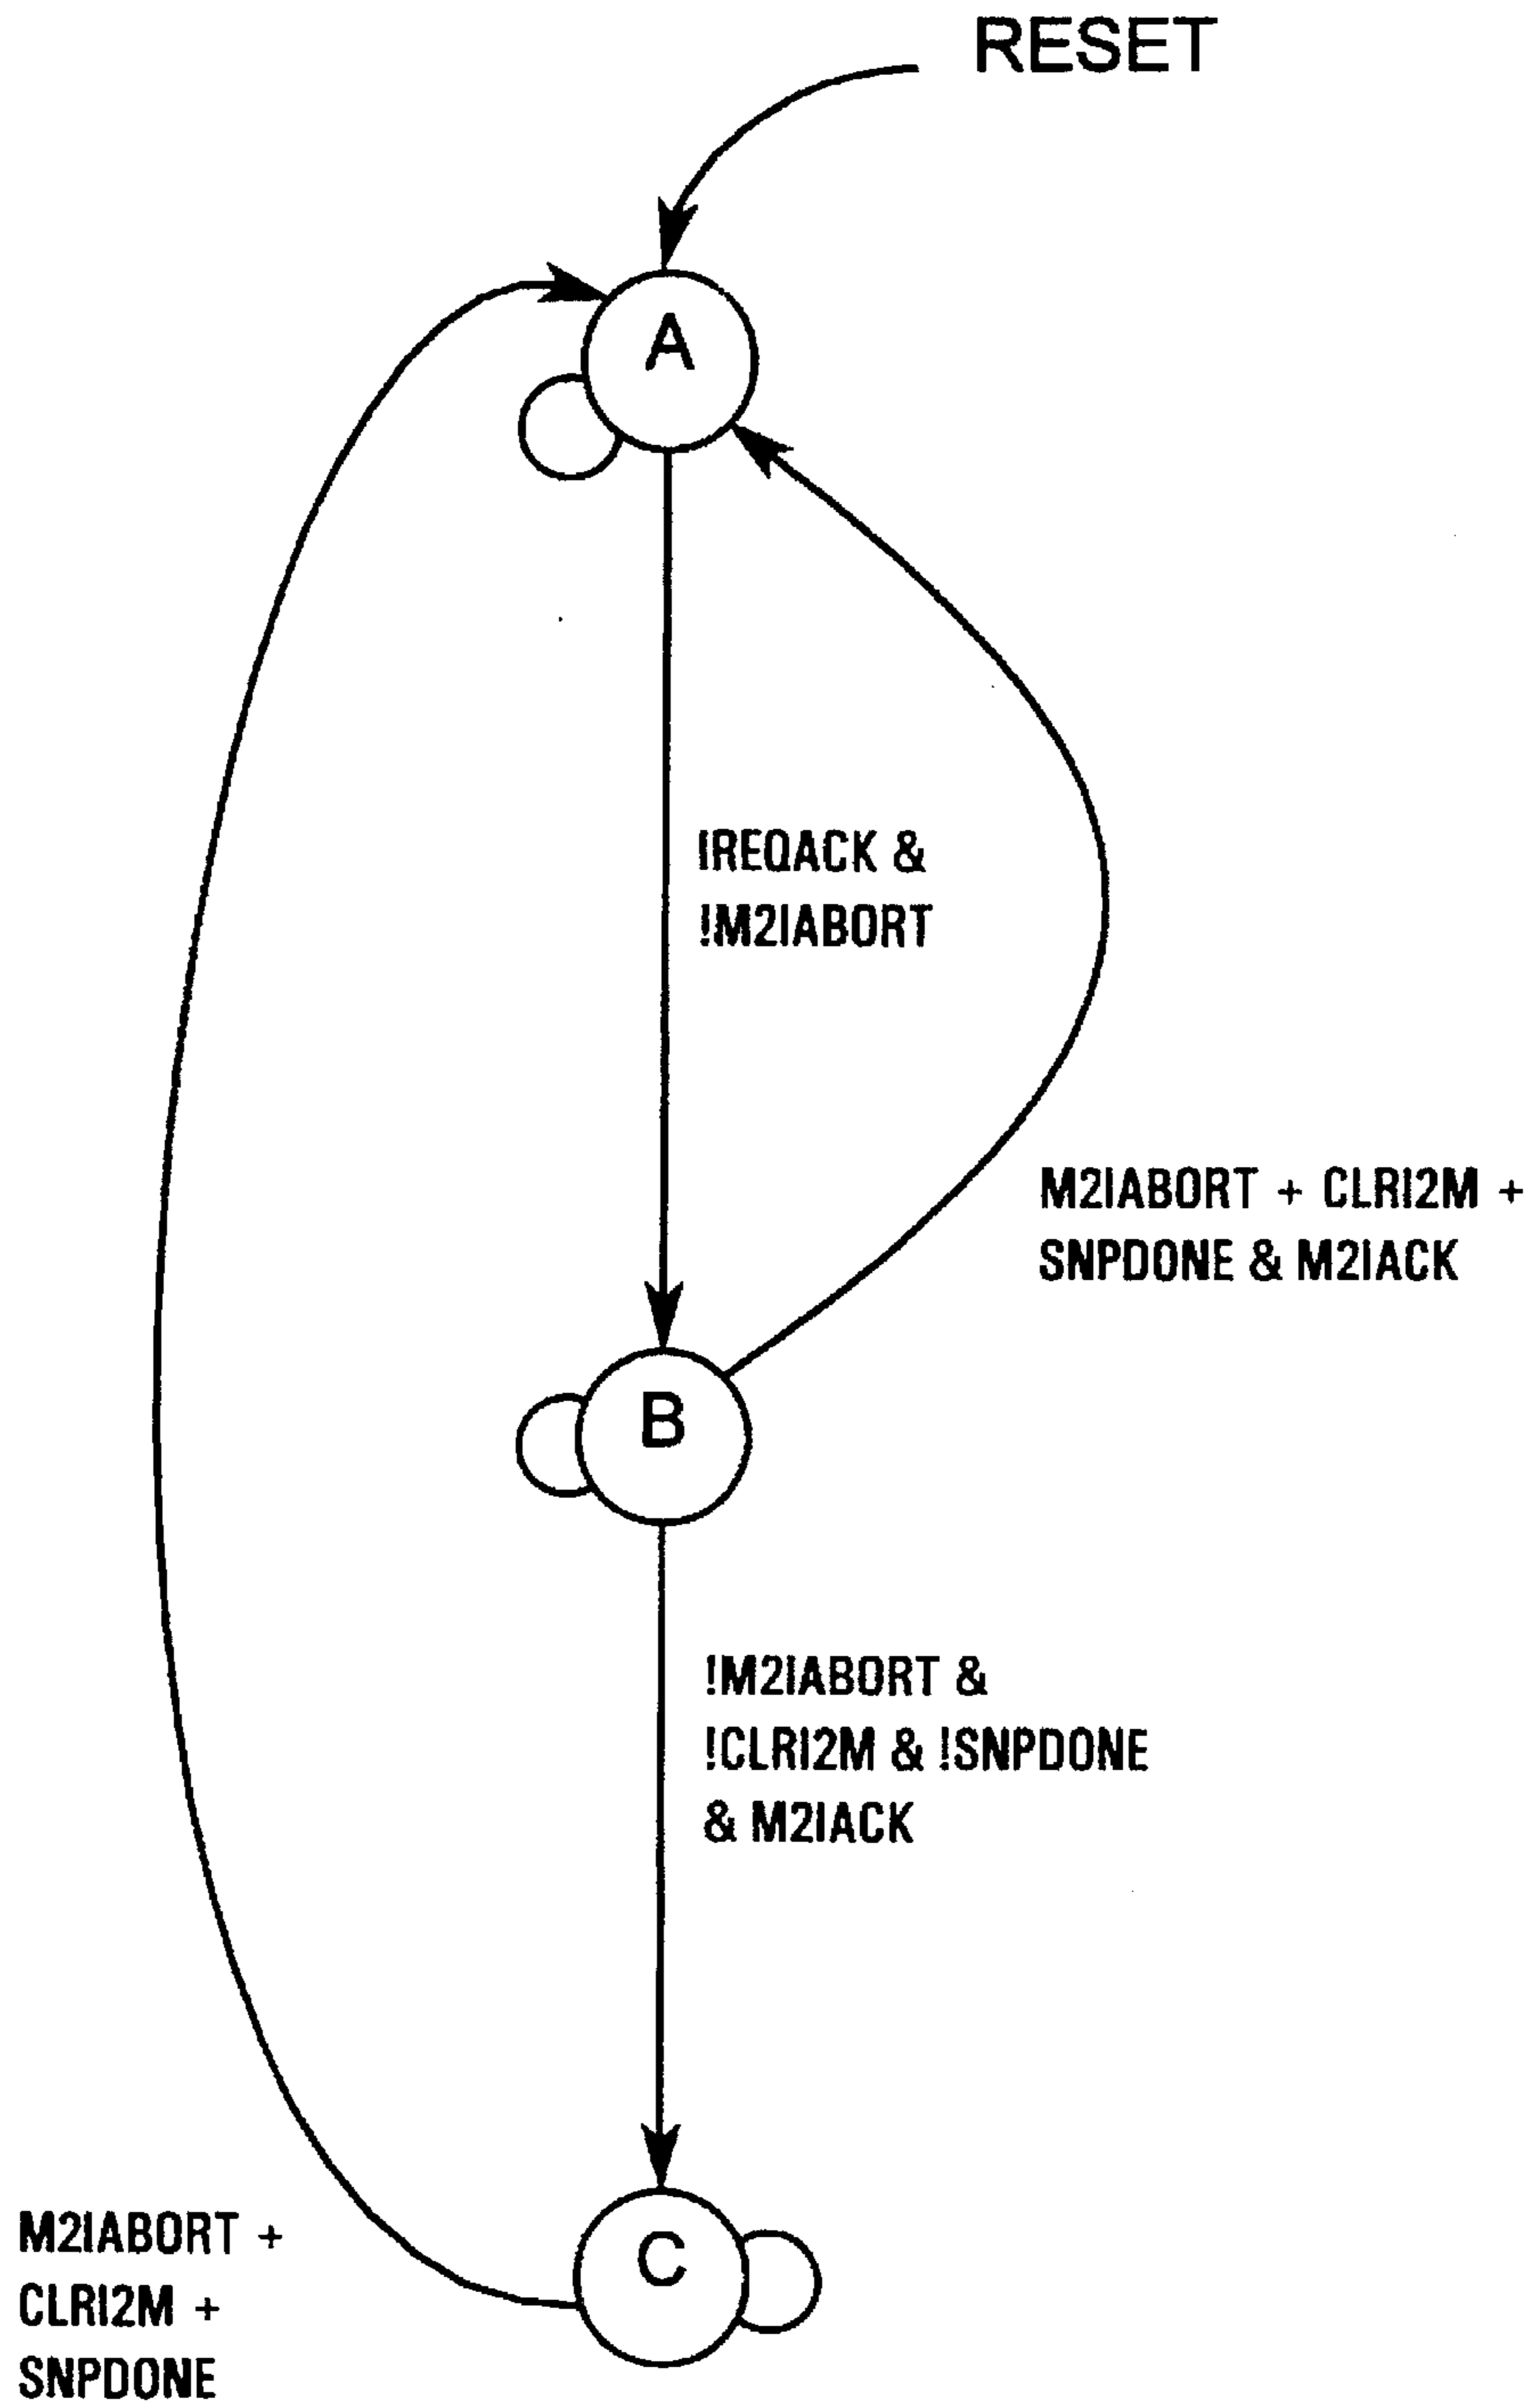 RESET
A
IREQACK &
!M2IABORT
M2IABORT + CLRI2M +
SNPDONE & M2IACK
B
!M2IABORT &
!CLRI2M & !SNPDONE
& M2IACK
C
M2IABORT +
CLRI2M +
SNPDONE